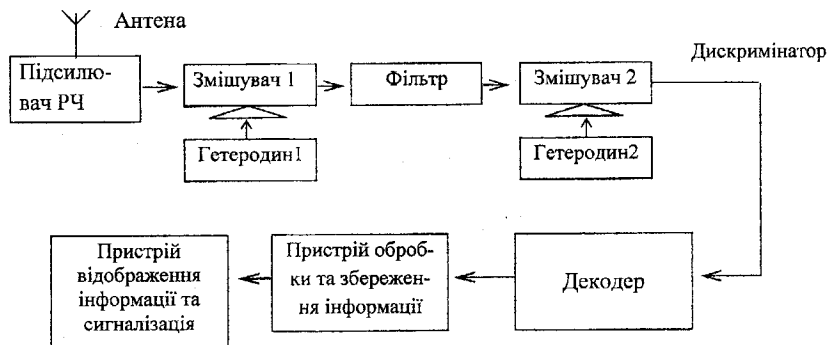 Антена
Дискримінатор
Підсилю-
вач РЧ
Змішувач 1
Фільтр
Змішувач 2
Гетеродин1
Гетеродин2
Пристрій
відображення
інформації та
сигналізація
Пристрій оброб-
ки та збережен-
ня інформації
Декодер